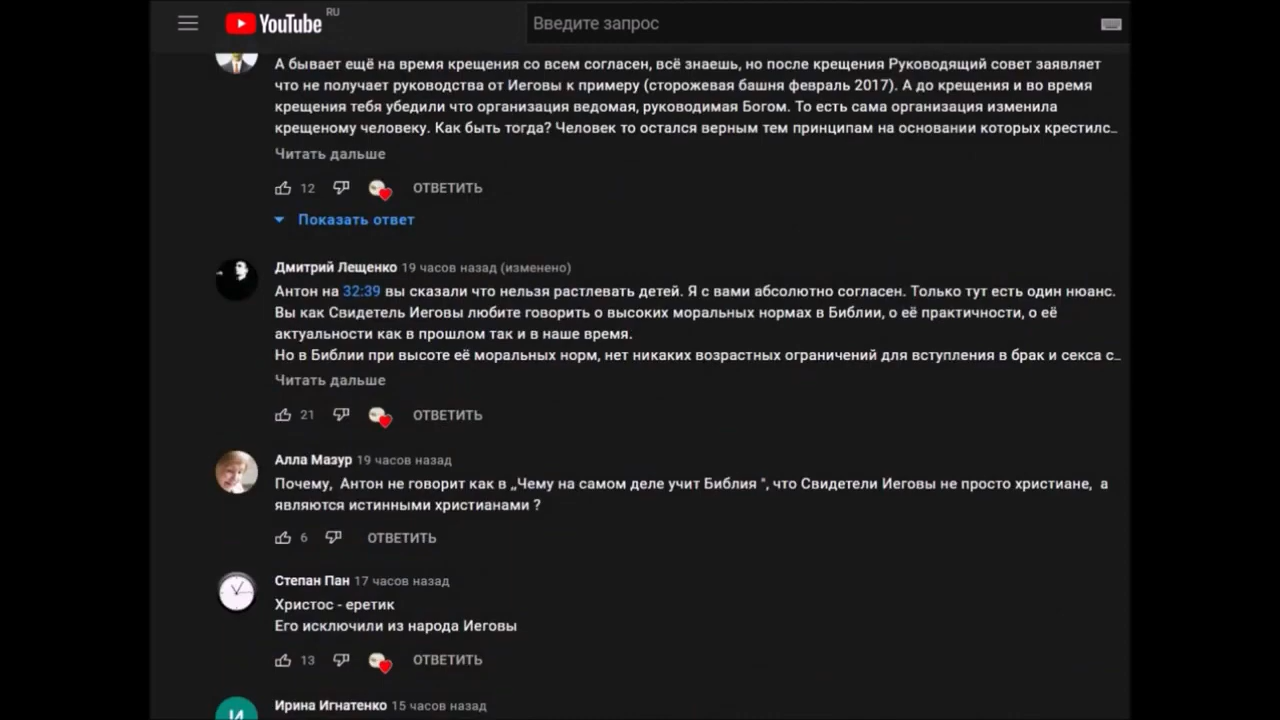 YouTube RU
Введите запрос
А бывает ещё на время крещения со всем согласен, всё знаешь, но после крещения Руководящий совет заявляет
что не получает руководства от Иеговы к примеру (сторожевая башня февраль 2017). А до крещения и во время
крещения тебя убедили что организация ведомая, руководимая Богом. То есть сама организация изменила
крещеному человеку. Как быть тогда? Человек то остался верным тем принципам на основании которых крестилс…
Читать дальше
12 ОТВЕТИТЬ
Показать ответ
Дмитрий Лещенко 19 часов назад (изменено)
Антон на 32:39 вы сказали что нельзя растлевать детей. Я с вами абсолютно согласен. Только тут есть один нюанс.
Вы как Свидетель Иеговы любите говорить о высоких моральных нормах в Библии, о её практичности, о её
актуальности как в прошлом так и в наше время.
Но в Библии при высоте её моральных норм, нет никаких возрастных ограничений для вступления в брак и секса с…
Читать дальше
21 ОТВЕТИТЬ
Алла Мазур 19 часов назад
Почему, Антон не говорит как в „Чему на самом деле учит Библия ", что Свидетели Иеговы не просто христиане, а
являются истинными христианами ?
6 ОТВЕТИТЬ
Степан Пан 17 часов назад
Христос - еретик
Его исключили из народа Иеговы
13 ОТВЕТИТЬ
И
Ирина Игнатенко 15 часов назад